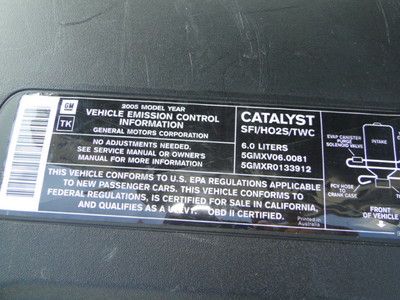 GM
TK
2005 MODEL YEAR
VEHICLE EMISSION CONTROL
INFORMATION
GENERAL MOTORS CORPORATION
NO ADJUSTMENTS NEEDED.
SEE SERVICE MANUAL OR OWNER'S
MANUAL FOR MORE INFORMATION.
CATALYST
SFI/HO2S/TWC
6.0 LITERS
5GMXV06.0081
5GMXR0133912
THIS VEHICLE CONFORMS TO U.S. EPA REGULATIONS APPLICABLE
TO NEW PASSENGER CARS. THIS VEHICLE CONFORMS TO
FEDERAL REGULATIONS, IS CERTIFIED FOR SALE IN CALIFORNIA,
AND QUALIFIES AS A OBD II CERTIFIED.
Printed in
Australia
EVAP CANISTER
PURGE
SOLENOID VALVE
INTAKE
PCV HOSE
TO
CRANK CASE
FRONT
OF VEHICLE